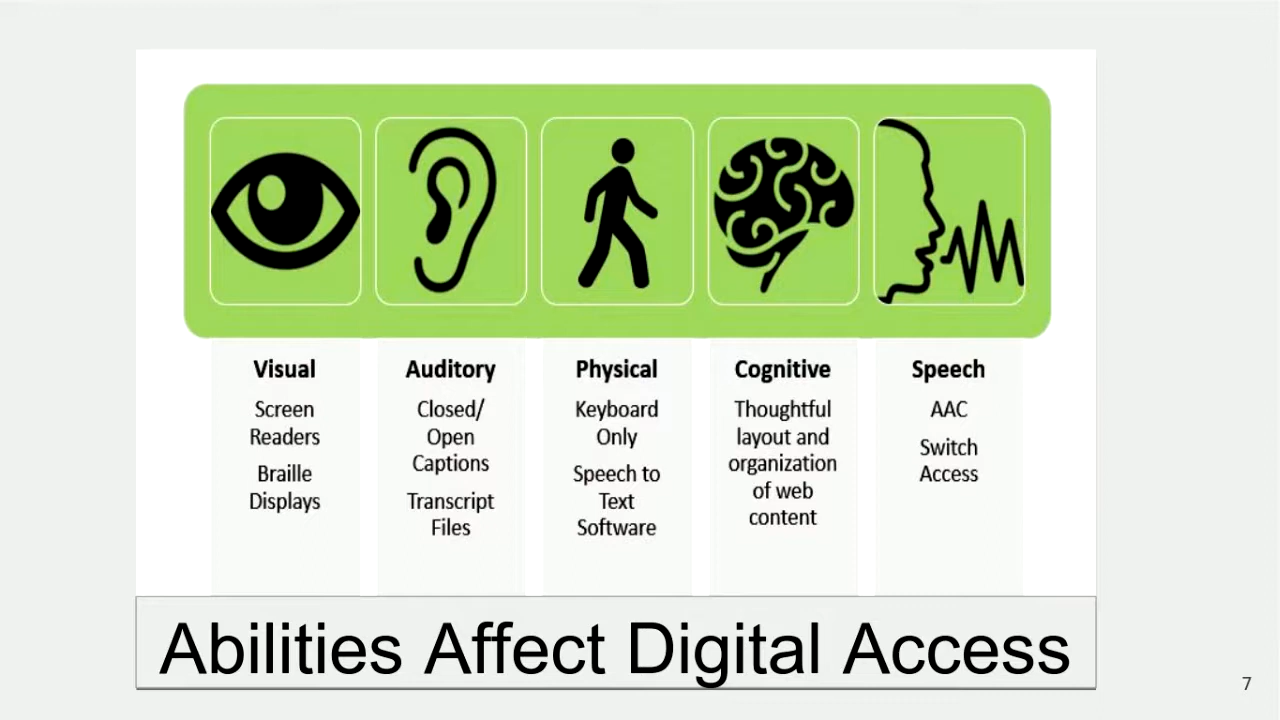 Visual
Screen
Readers
Braille
Displays
Auditory
Closed/
Open
Captions
Transcript
Files
Physical
Keyboard
Only
Speech to
Text
Software
Cognitive
Thoughtful
layout and
organization
of web
content
Speech
AAC
Switch
Access
Abilities Affect Digital Access
7